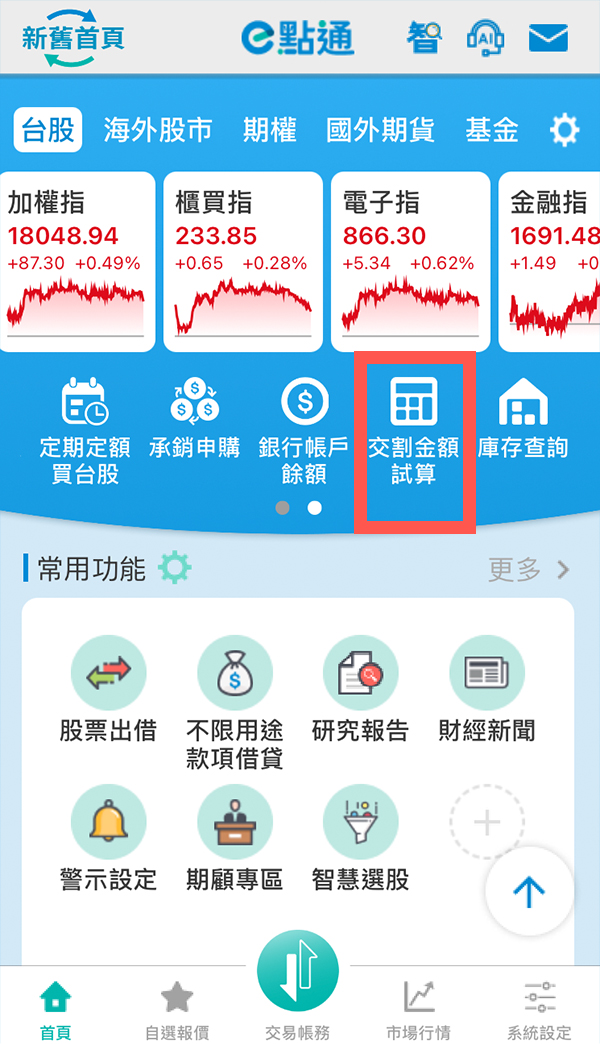 新舊首頁
e點通
智
AI
台股 海外股市 期權 國外期貨 基金
加權指 櫃買指 電子指 金融指
18048.94 233.85 866.30 1691.48
+87.30 +0.49% +0.65 +0.28% +5.34 +0.62% +1.49 +0
定期定額 承銷申購 銀行帳戶 交割金額 庫存查詢
買台股 餘額 試算
常用功能 更多
股票出借 不限用途 研究報告 財經新聞
款項借貸
警示設定 期顧專區 智慧選股
首頁 自選報價 交易帳務 市場行情 系統設定